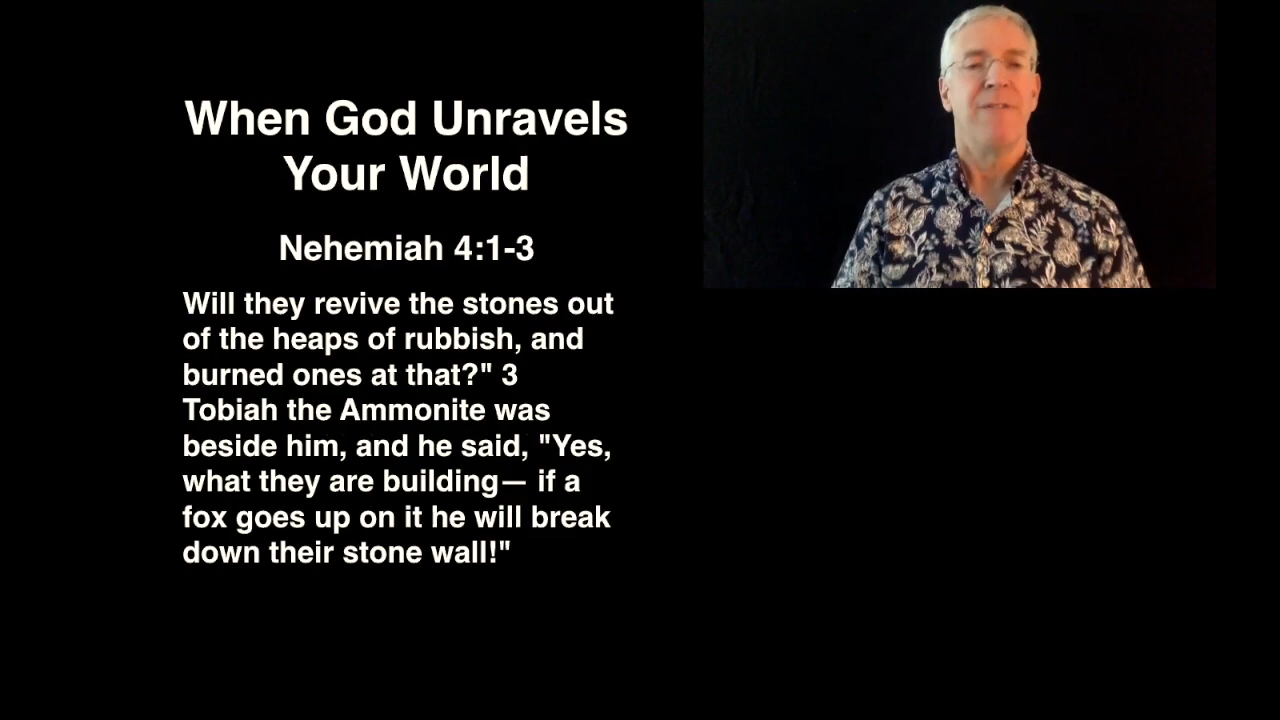 When God Unravels
Your World
Nehemiah 4:1-3
Will they revive the stones out
of the heaps of rubbish, and
burned ones at that?" 3
Tobiah the Ammonite was
beside him, and he said, "Yes,
what they are building— if a
fox goes up on it he will break
down their stone wall!"